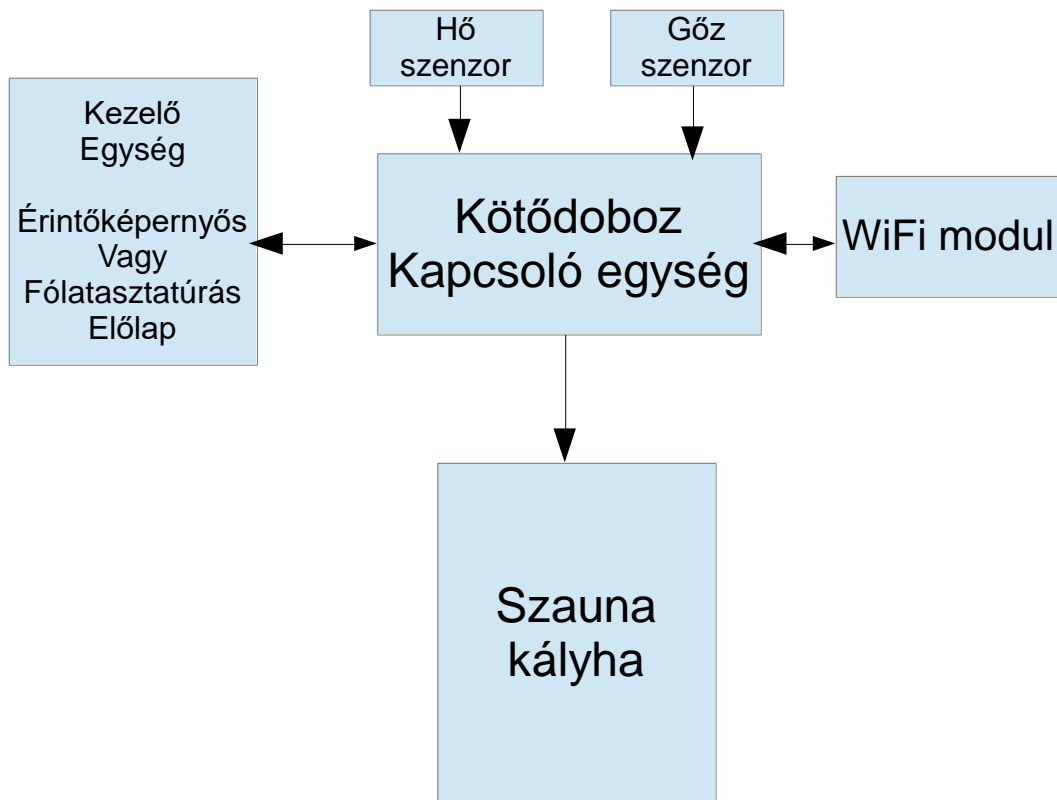 Hő
szenzor
Gőz
szenzor
Kezelő
Egység
Érintőképernyős
Vagy
Fólatasztatúrás
Előlap
Kötődoboz
Kapcsoló egység
WiFi modul
Szauna
kályha